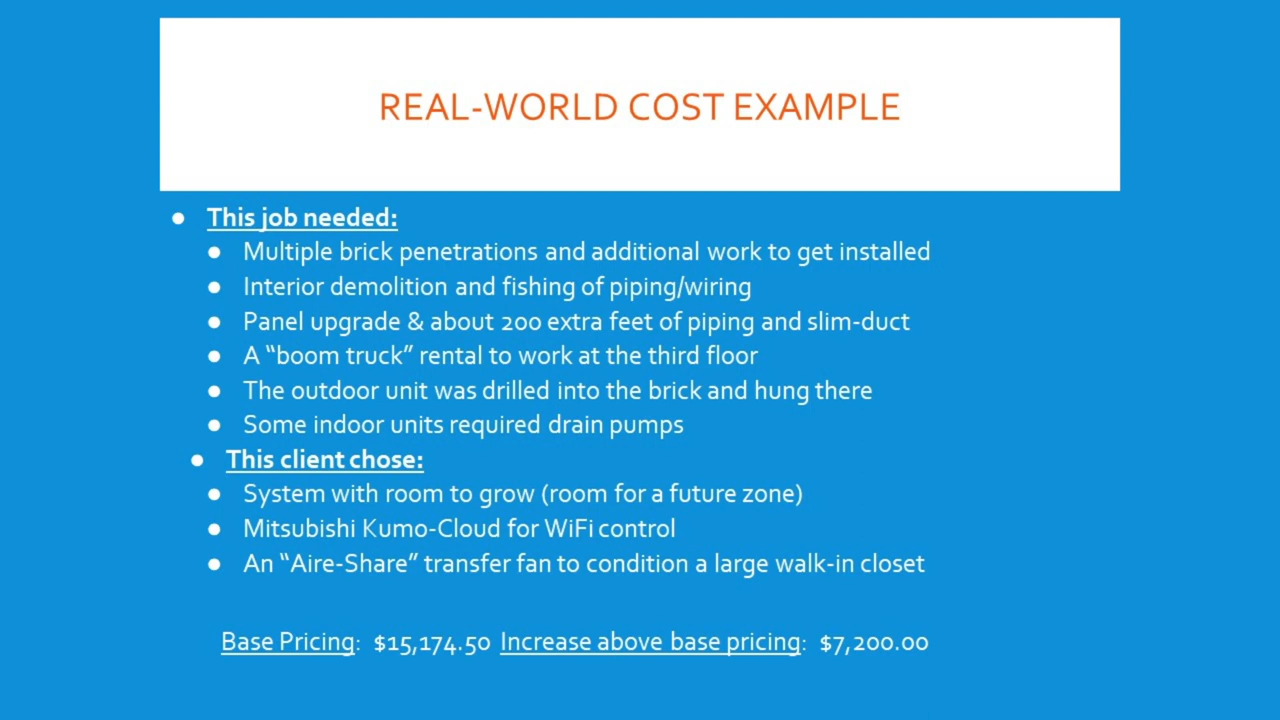 REAL-WORLD COST EXAMPLE
● This job needed:
● Multiple brick penetrations and additional work to get installed
● Interior demolition and fishing of piping/wiring
● Panel upgrade & about 200 extra feet of piping and slim-duct
● A “boom truck” rental to work at the third floor
● The outdoor unit was drilled into the brick and hung there
● Some indoor units required drain pumps
● This client chose:
● System with room to grow (room for a future zone)
● Mitsubishi Kumo-Cloud for WiFi control
● An “Aire-Share” transfer fan to condition a large walk-in closet
Base Pricing: $15,174.50 Increase above base pricing: $7,200.00